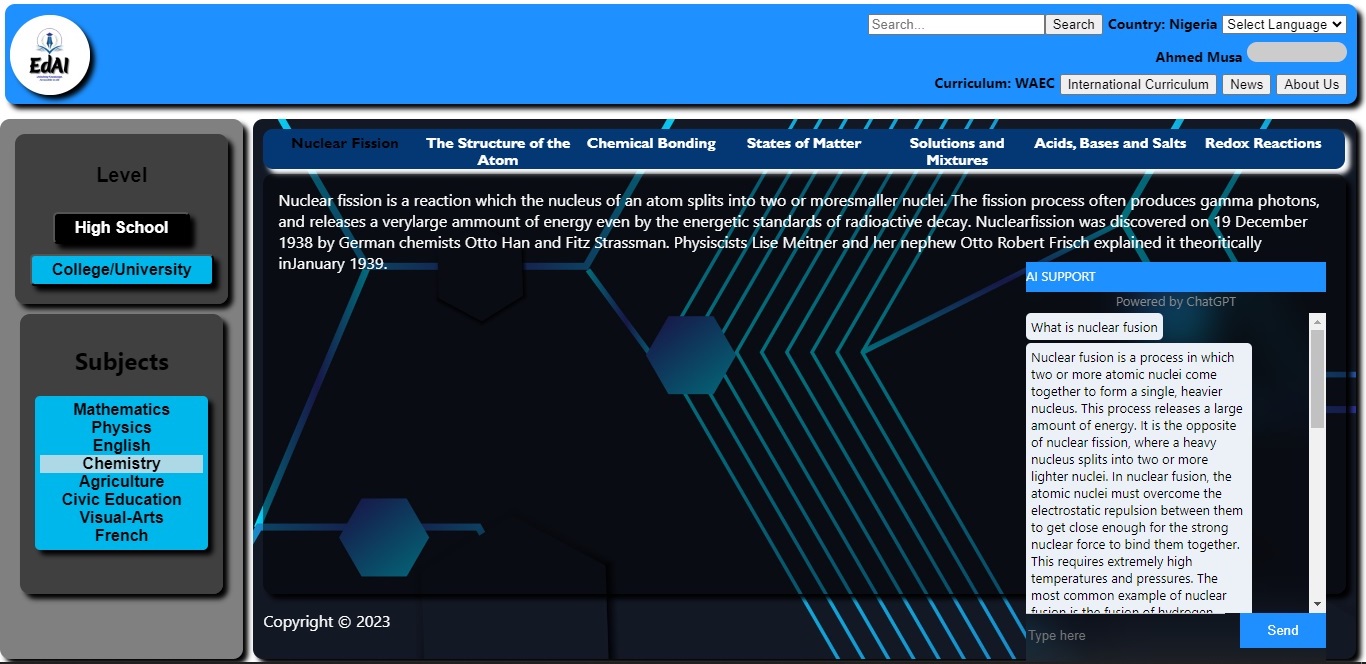 EdAI
Search...
Search
Country: Nigeria
Select Language
Ahmed Musa
Curriculum: WAEC
International Curriculum
News
About Us
Level
High School
College/University
Subjects
Mathematics
Physics
English
Chemistry
Agriculture
Civic Education
Visual-Arts
French
Nuclear Fission
The Structure of the
Atom
Chemical Bonding
States of Matter
Solutions and
Mixtures
Acids, Bases and Salts
Redox Reactions
Nuclear fission is a reaction which the nucleus of an atom splits into two or moresmaller nuclei. The fission process often produces gamma photons,
and releases a verylarge ammount of energy even by the energetic standards of radioactive decay. Nuclearfission was discovered on 19 December
1938 by German chemists Otto Han and Fitz Strassman. Physiscists Lise Meitner and her nephew Otto Robert Frisch explained it theoritically
inJanuary 1939.
AI SUPPORT
Powered by ChatGPT
What is nuclear fusion
Nuclear fusion is a process in which
two or more atomic nuclei come
together to form a single, heavier
nucleus. This process releases a large
amount of energy. It is the opposite
of nuclear fission, where a heavy
nucleus splits into two or more
lighter nuclei. In nuclear fusion, the
atomic nuclei must overcome the
electrostatic repulsion between them
to get close enough for the strong
nuclear force to bind them together.
This requires extremely high
temperatures and pressures. The
most common example of nuclear
fusion is the fusion of hydrogen
Type here
Send
Copyright © 2023